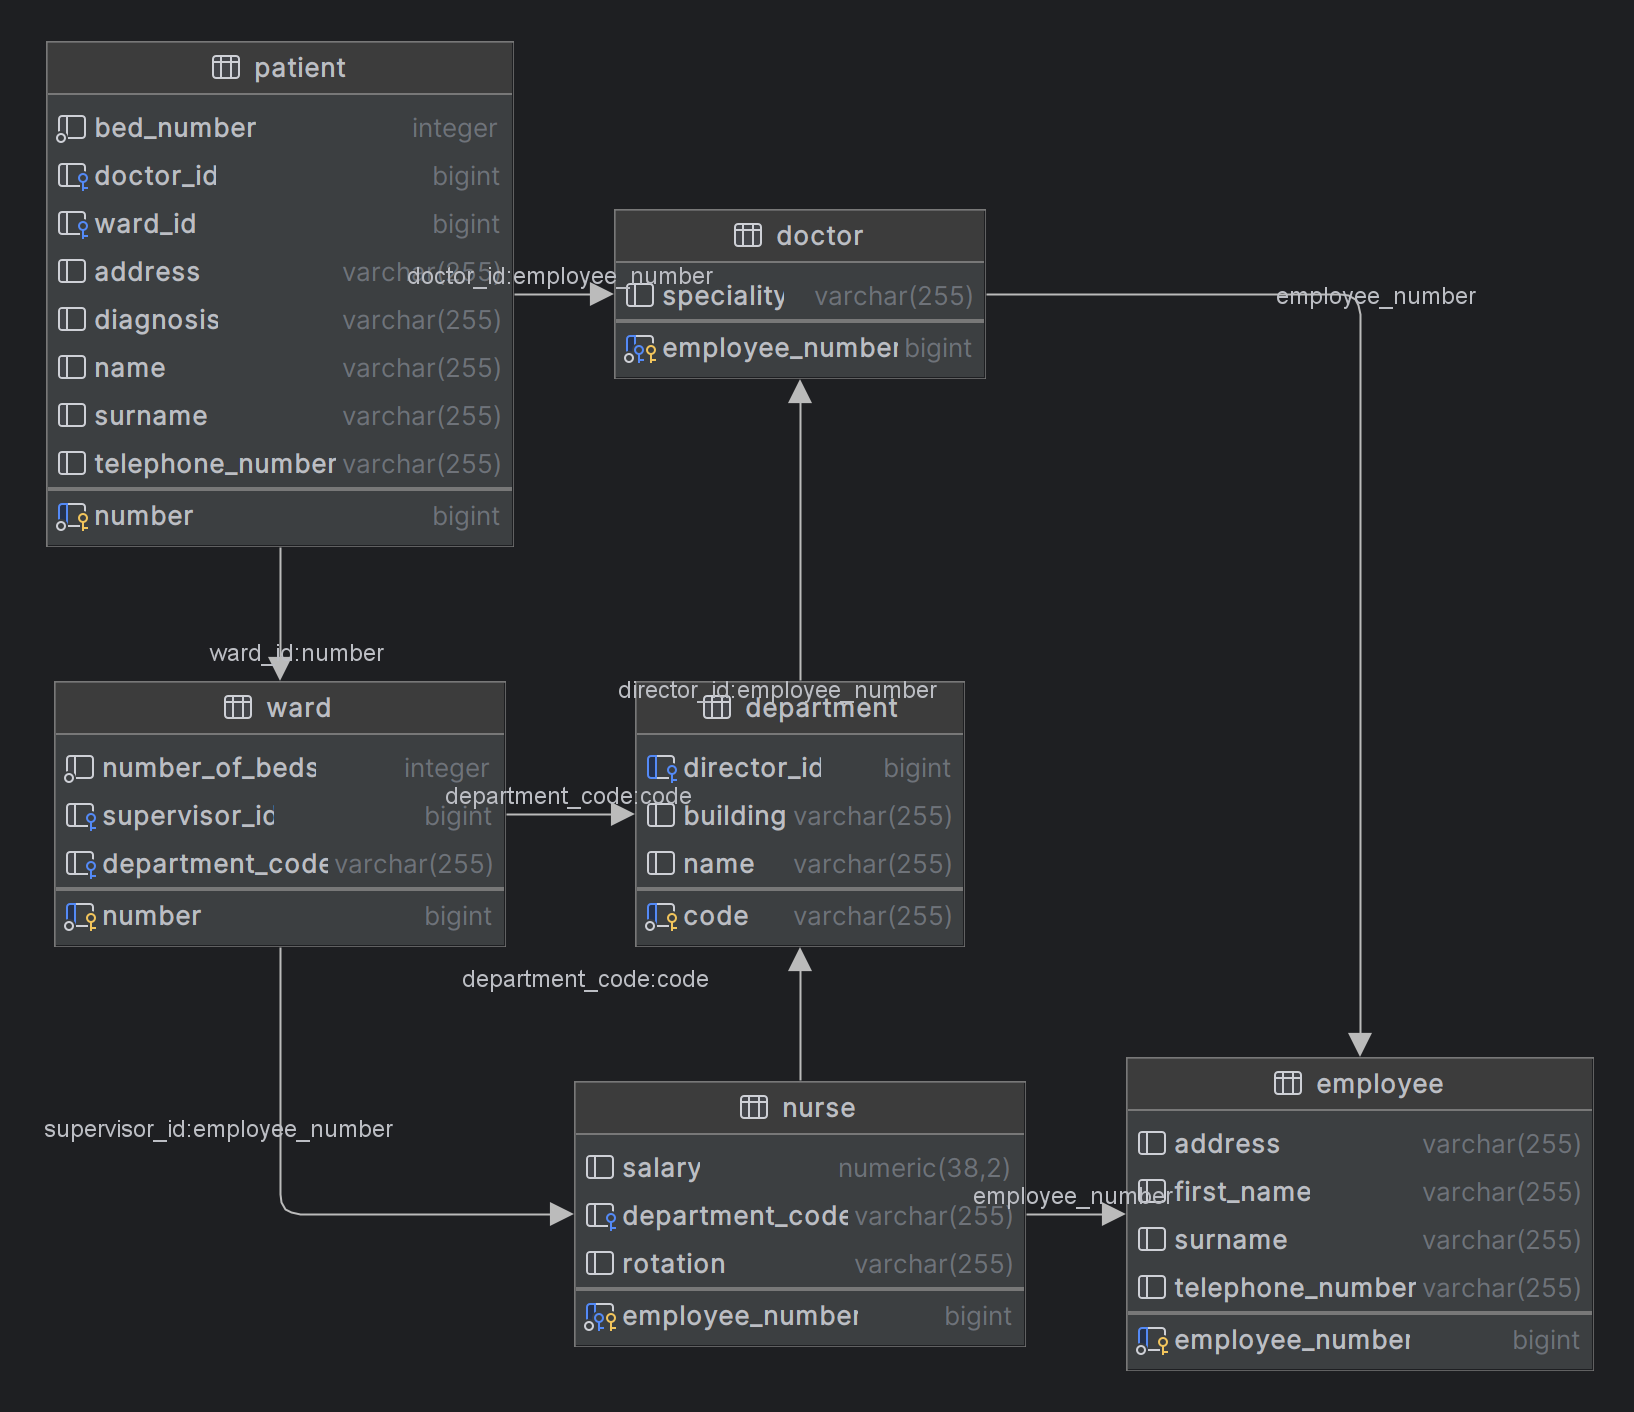 patient
bed_number integer
doctor_id bigint
ward_id bigint
address varchar(255)
diagnosis varchar(255)
name varchar(255)
surname varchar(255)
telephone_number varchar(255)
number bigint
doctor_id:employee_number
doctor
speciality varchar(255)
employee_number bigint
employee_number
ward_id:number
ward
number_of_beds integer
supervisor_id bigint
department_code varchar(255)
number bigint
department_code:code
director_id:employee_number
department
director_id bigint
building varchar(255)
name varchar(255)
code varchar(255)
department_code:code
supervisor_id:employee_number
nurse
salary numeric(38,2)
department_code varchar(255)
rotation varchar(255)
employee_number bigint
employee_number
employee
address varchar(255)
first_name varchar(255)
surname varchar(255)
telephone_number varchar(255)
employee_number bigint